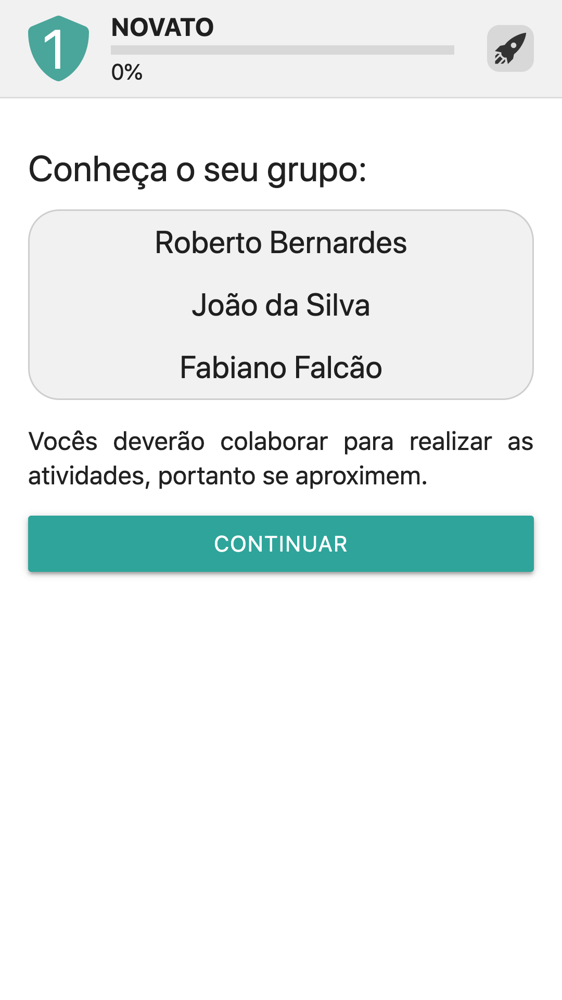 1
NOVATO
0%
Conheça o seu grupo:
Roberto Bernardes
João da Silva
Fabiano Falcão
Vocês deverão colaborar para realizar as
atividades, portanto se aproximem.
CONTINUAR